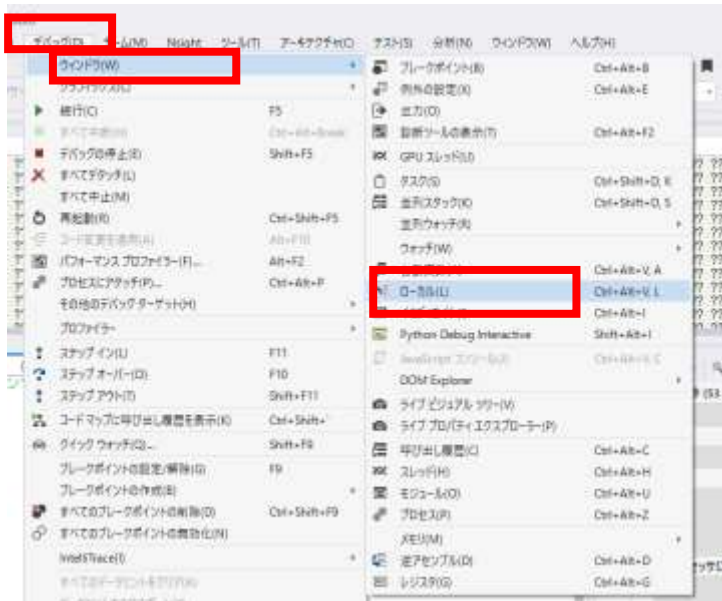 デバッグ(D) チーム(M) Nsight ツール(T) アーキテクチャ(C) テスト(S) 分析(N) ウィンドウ(W) ヘルプ(H)
ウィンドウ(W)
グラフィックス(C)
続行(C) F5
すべて中断(K) Ctrl+Alt+Break
デバッグの停止(E) Shift+F5
すべてデタッチ(L)
すべて中止(M)
再起動(R) Ctrl+Shift+F5
コード変更を適用(A) Alt+F10
パフォーマンス プロファイラー(F)... Alt+F2
プロセスにアタッチ(P)... Ctrl+Alt+P
その他のデバッグ ターゲット(H)
プロファイラー
ステップ イン(U) F11
ステップ オーバー(O) F10
ステップ アウト(T) Shift+F11
コード マップに呼び出し履歴を表示(K) Ctrl+Shift+`
クイック ウォッチ(Q)... Shift+F9
ブレークポイントの設定/解除(G) F9
ブレークポイントの作成(B)
すべてのブレークポイントの削除(D) Ctrl+Shift+F9
すべてのブレークポイントの無効化(N)
IntelliTrace(I)
すべてのデータヒントをクリア(A)
ブレークポイント(B) Ctrl+Alt+B
例外の設定(X) Ctrl+Alt+E
出力(O)
診断ツールの表示(T) Ctrl+Alt+F2
GPU スレッド(U)
タスク(S) Ctrl+Shift+D, K
並列スタック(K) Ctrl+Shift+D, S
並列ウォッチ(R)
ウォッチ(W)
Ctrl+Alt+V, A
ローカル(L) Ctrl+Alt+V, L
Ctrl+Alt+I
Python Debug Interactive Shift+Alt+I
JavaScript コンソール(J) Ctrl+Alt+V, C
DOM Explorer
ライブ ビジュアル ツリー(V)
ライブ プロパティ エクスプローラー(P)
呼び出し履歴(C) Ctrl+Alt+C
スレッド(H) Ctrl+Alt+H
モジュール(O) Ctrl+Alt+U
プロセス(P) Ctrl+Alt+Z
メモリ(M)
逆アセンブル(D) Ctrl+Alt+D
レジスタ(G) Ctrl+Alt+G